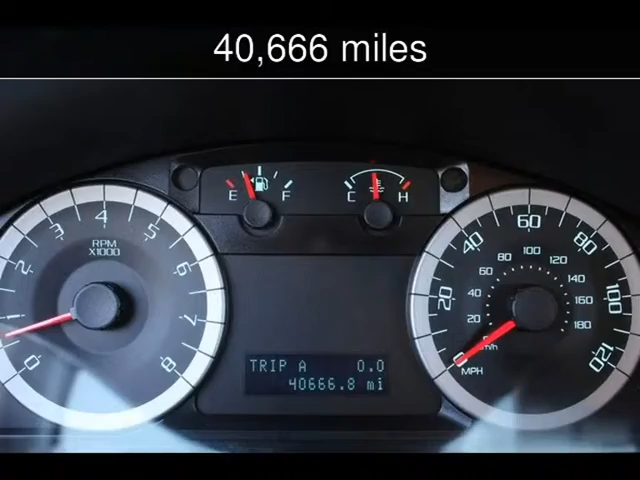 40,666 miles
E F C H
RPM
X1000
0 1 2 3 4 5 6 7 8
0 20 40 60 80 100 120
20 40 60 80 100 120 140 160 180
km/h
MPH
TRIP A 0.0
40666.8 mi